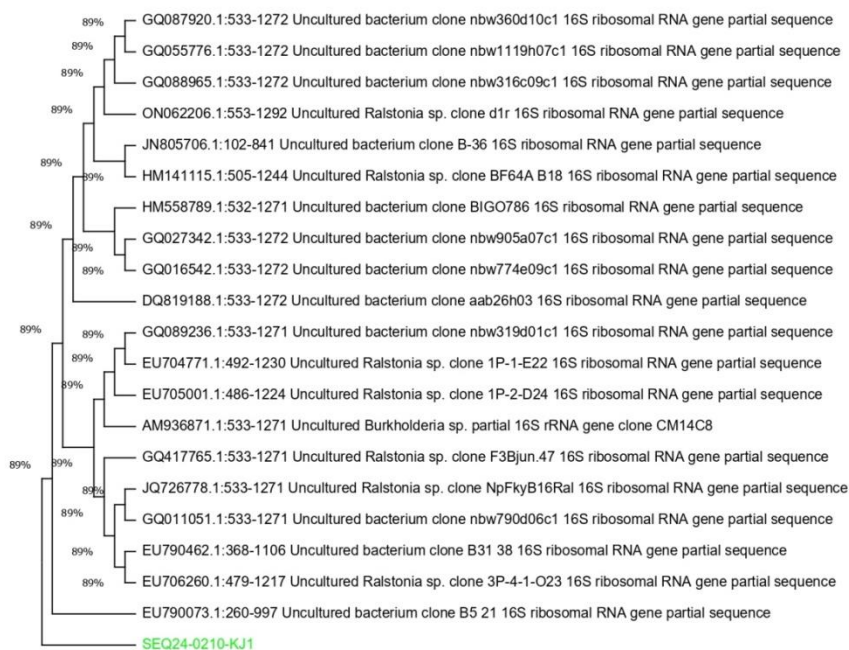 89%
GQ087920.1:533-1272 Uncultured bacterium clone nbw360d10c1 16S ribosomal RNA gene partial sequence
89%
GQ055776.1:533-1272 Uncultured bacterium clone nbw1119h07c1 16S ribosomal RNA gene partial sequence
89%
GQ088965.1:533-1272 Uncultured bacterium clone nbw316c09c1 16S ribosomal RNA gene partial sequence
89%
ON062206.1:553-1292 Uncultured Ralstonia sp. clone d1r 16S ribosomal RNA gene partial sequence
JN805706.1:102-841 Uncultured bacterium clone B-36 16S ribosomal RNA gene partial sequence
89%
89%
HM141115.1:505-1244 Uncultured Ralstonia sp. clone BF64A B18 16S ribosomal RNA gene partial sequence
HM558789.1:532-1271 Uncultured bacterium clone BIGO786 16S ribosomal RNA gene partial sequence
89%
89%
GQ027342.1:533-1272 Uncultured bacterium clone nbw905a07c1 16S ribosomal RNA gene partial sequence
89%
GQ016542.1:533-1272 Uncultured bacterium clone nbw774e09c1 16S ribosomal RNA gene partial sequence
DQ819188.1:533-1272 Uncultured bacterium clone aab26h03 16S ribosomal RNA gene partial sequence
89%
89%
GQ089236.1:533-1271 Uncultured bacterium clone nbw319d01c1 16S ribosomal RNA gene partial sequence
89%
EU704771.1:492-1230 Uncultured Ralstonia sp. clone 1P-1-E22 16S ribosomal RNA gene partial sequence
89%
EU705001.1:486-1224 Uncultured Ralstonia sp. clone 1P-2-D24 16S ribosomal RNA gene partial sequence
AM936871.1:533-1271 Uncultured Burkholderia sp. partial 16S rRNA gene clone CM14C8
89%
89%
GQ417765.1:533-1271 Uncultured Ralstonia sp. clone F3Bjun.47 16S ribosomal RNA gene partial sequence
89%
JQ726778.1:533-1271 Uncultured Ralstonia sp. clone NpFkyB16Ral 16S ribosomal RNA gene partial sequence
89%
GQ011051.1:533-1271 Uncultured bacterium clone nbw790d06c1 16S ribosomal RNA gene partial sequence
89%
EU790462.1:368-1106 Uncultured bacterium clone B31 38 16S ribosomal RNA gene partial sequence
89%
EU706260.1:479-1217 Uncultured Ralstonia sp. clone 3P-4-1-O23 16S ribosomal RNA gene partial sequence
EU790073.1:260-997 Uncultured bacterium clone B5 21 16S ribosomal RNA gene partial sequence
SEQ24-0210-KJ1